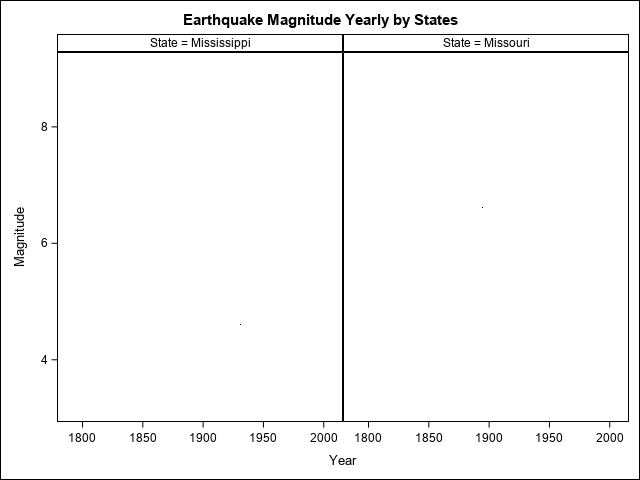 Earthquake Magnitude Yearly by States
State = Mississippi
State = Missouri
8
6
4
Magnitude
1800 1850 1900 1950 2000 1800 1850 1900 1950 2000
Year